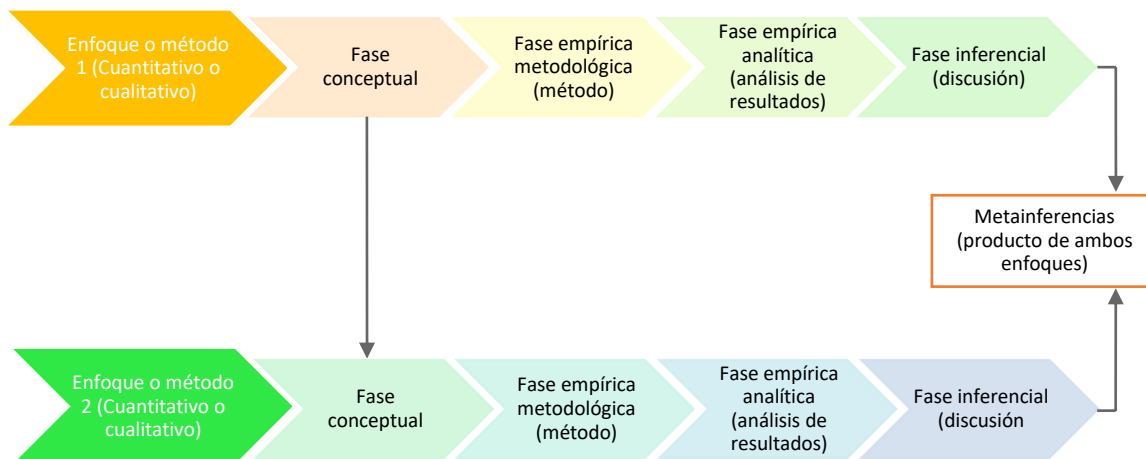 Enfoque o método
1 (Cuantitativo o
cualitativo)
Fase
conceptual
Fase empírica
metodológica
(método)
Fase empírica
analítica
(análisis de
resultados)
Fase inferencial
(discusión)
Metainferencias
(producto de ambos
enfoques)
Enfoque o método
2 (Cuantitativo o
cualitativo)
Fase
conceptual
Fase empírica
metodológica
(método)
Fase empírica
analítica
(análisis de
resultados)
Fase inferencial
(discusión